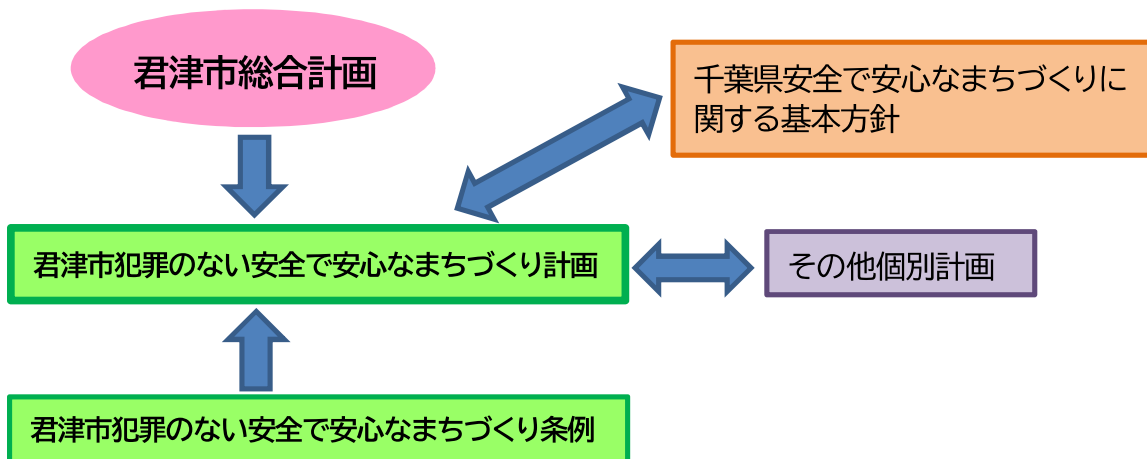 君津市総合計画
千葉県安全で安心なまちづくりに
関する基本方針
君津市犯罪のない安全で安心なまちづくり計画
その他個別計画
君津市犯罪のない安全で安心なまちづくり条例